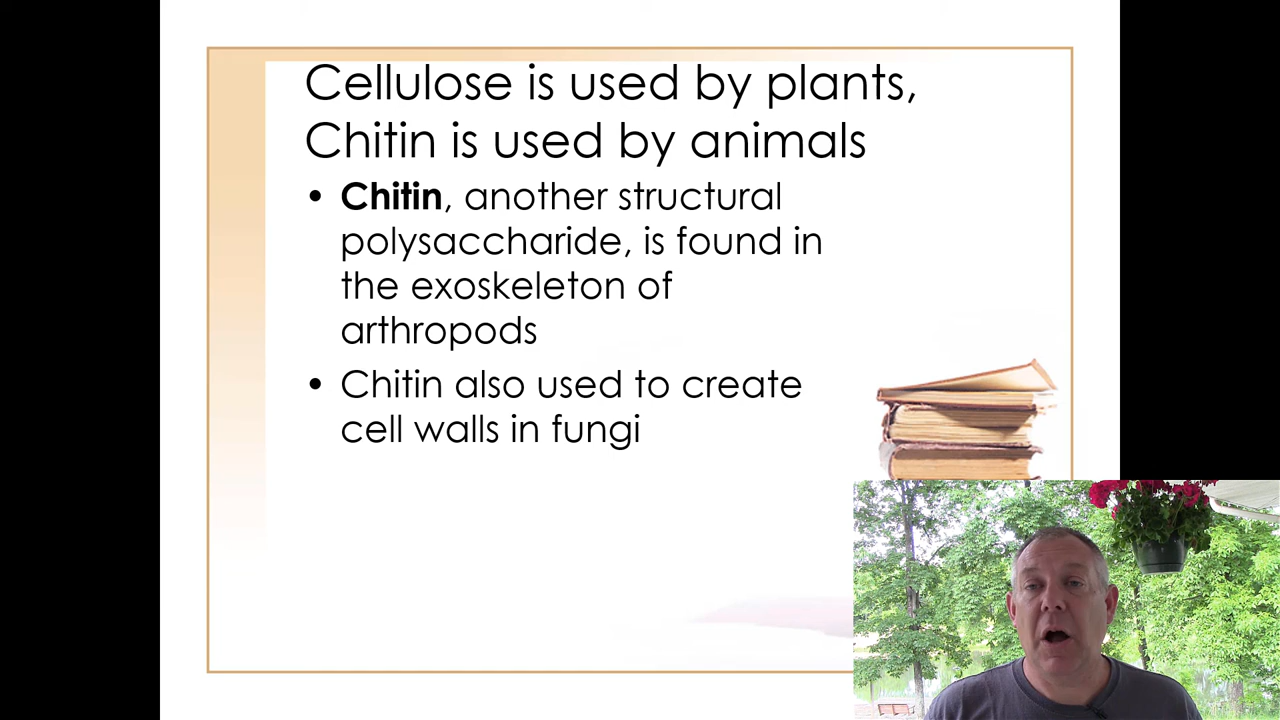 Cellulose is used by plants,
Chitin is used by animals
• Chitin, another structural
polysaccharide, is found in
the exoskeleton of
arthropods
• Chitin also used to create
cell walls in fungi